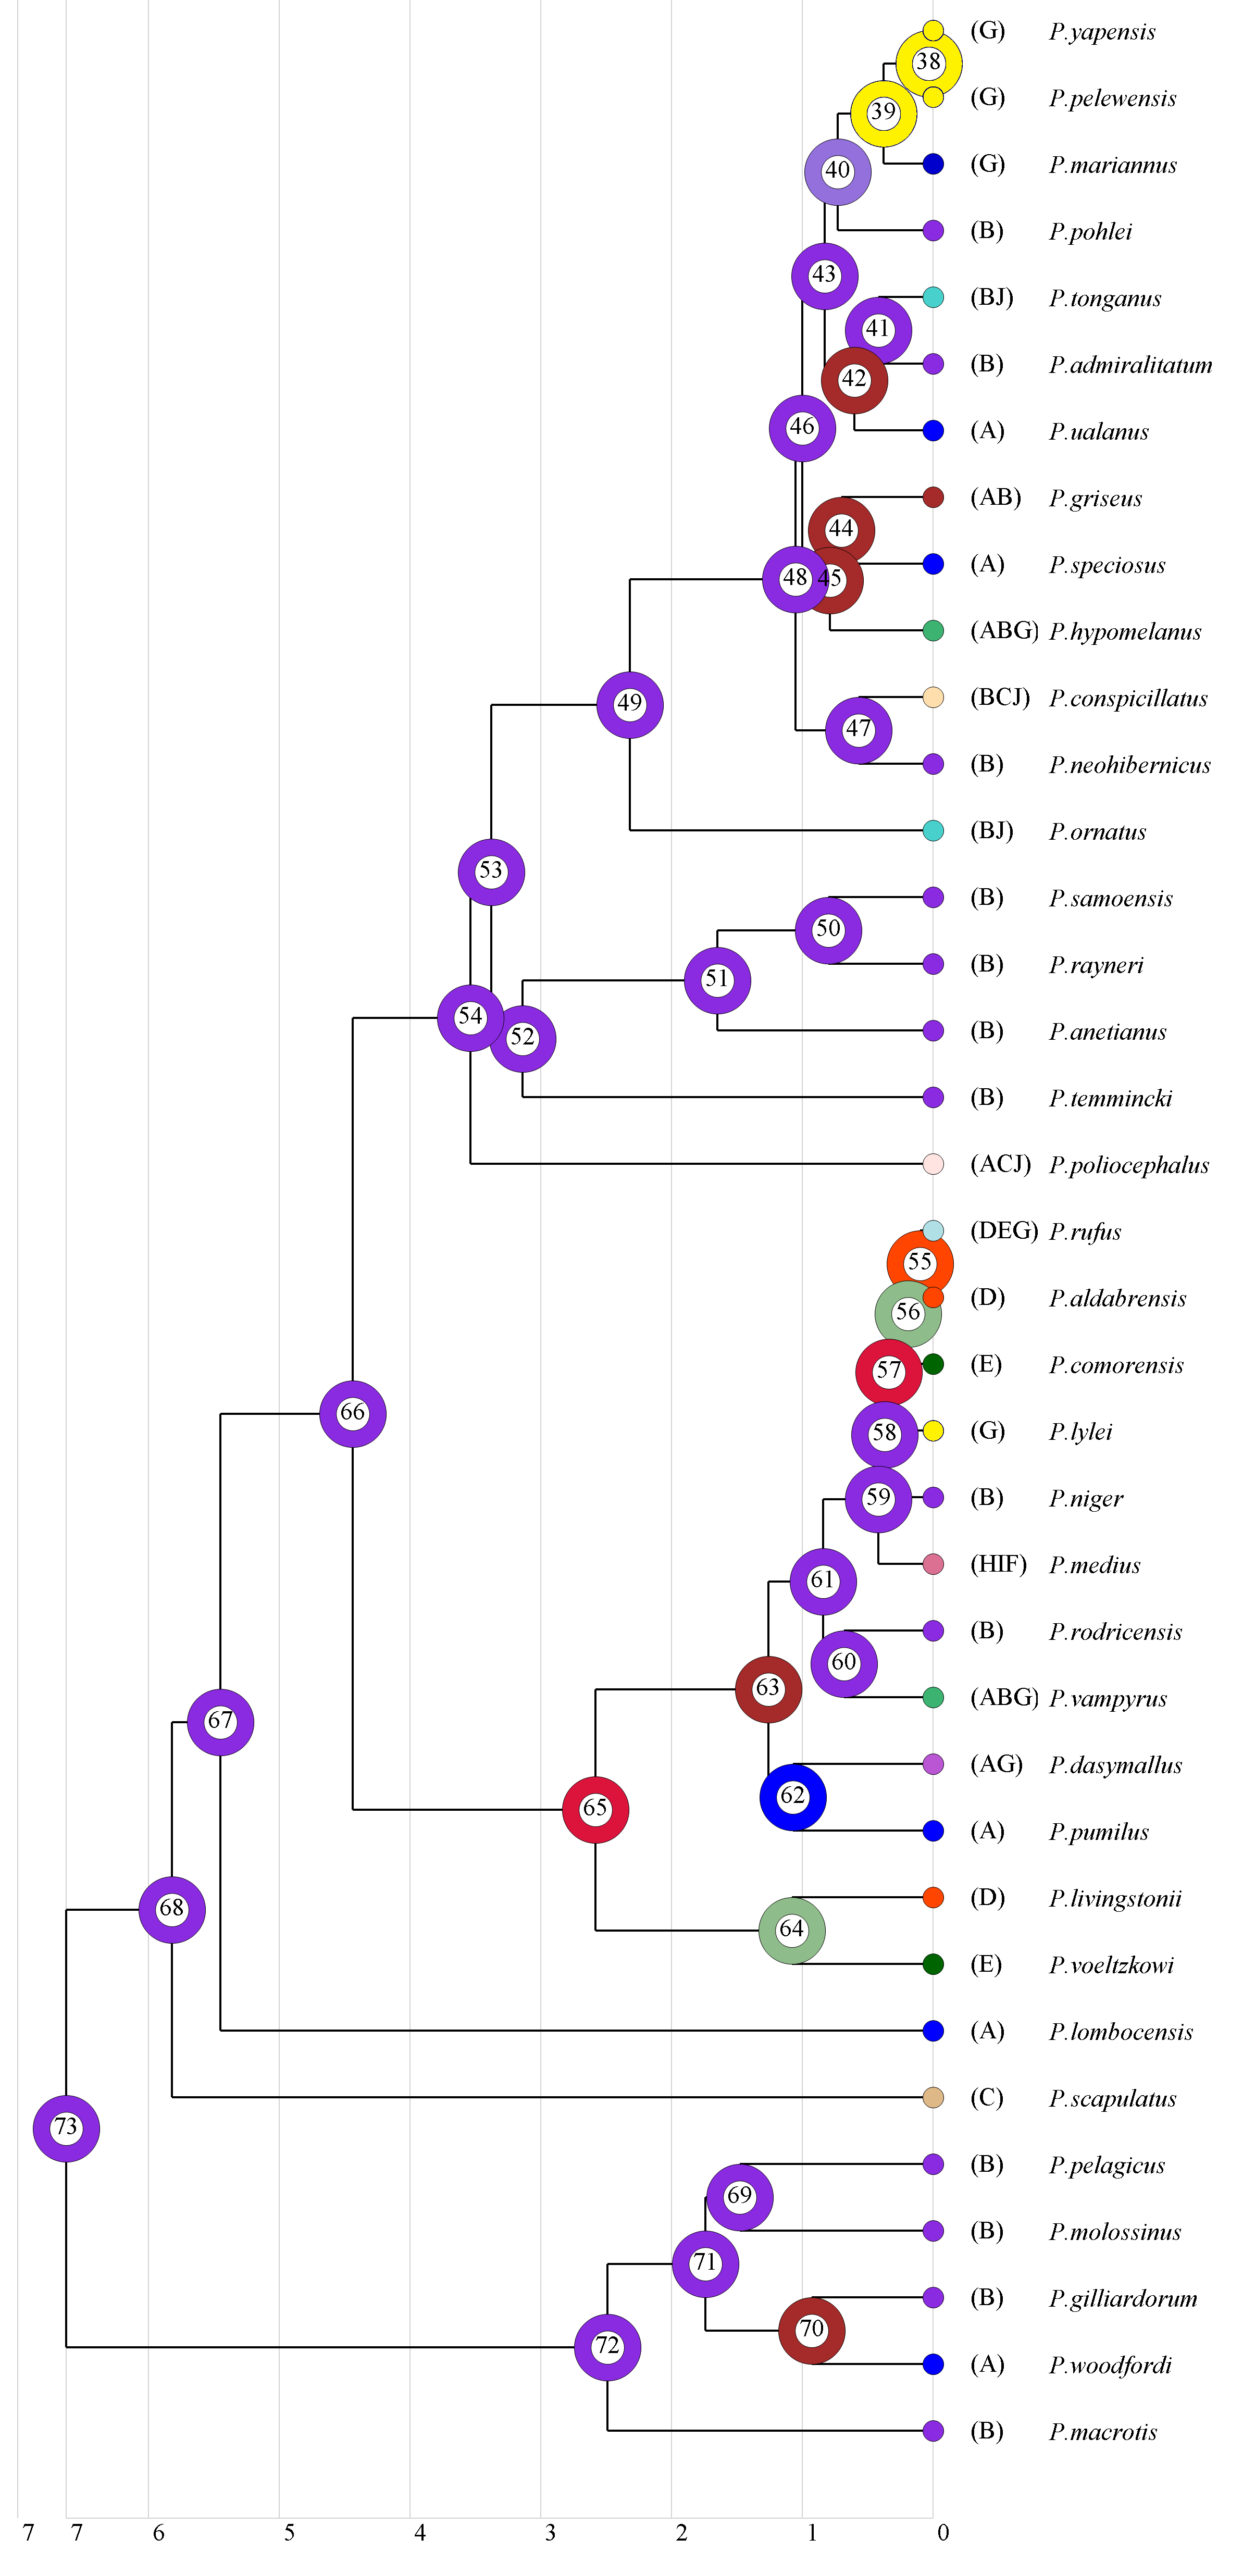 (G) P.yapensis
38
(G) P.pelewensis
39
(G) P.mariannus
40
(B) P.pohlei
43
(BJ) P.tonganus
41
(B) P.admiralitatum
42
46
(A) P.ualanus
(AB) P.griseus
44
(A) P.speciosus
48
45
(ABG) P.hypomelanus
(BCJ) P.conspicillatus
49
47
(B) P.neohibernicus
(BJ) P.ornatus
53
(B) P.samoensis
50
(B) P.rayneri
51
54
(B) P.anetianus
52
(B) P.temmincki
(ACJ) P.poliocephalus
(DEG) P.rufus
55
(D) P.aldabrensis
56
(E) P.comorensis
57
66
(G) P.lylei
58
(B) P.niger
59
(HIF) P.medius
61
(B) P.rodricensis
60
63
(ABG) P.vampyrus
67
(AG) P.dasymallus
62
65
(A) P.pumilus
(D) P.livingstonii
68
64
(E) P.voeltzkowi
(A) P.lombocensis
(C) P.scapulatus
73
(B) P.pelagicus
69
(B) P.molossinus
71
(B) P.gilliardorum
70
72
(A) P.woodfordi
(B) P.macrotis
7 7 6 5 4 3 2 1 0